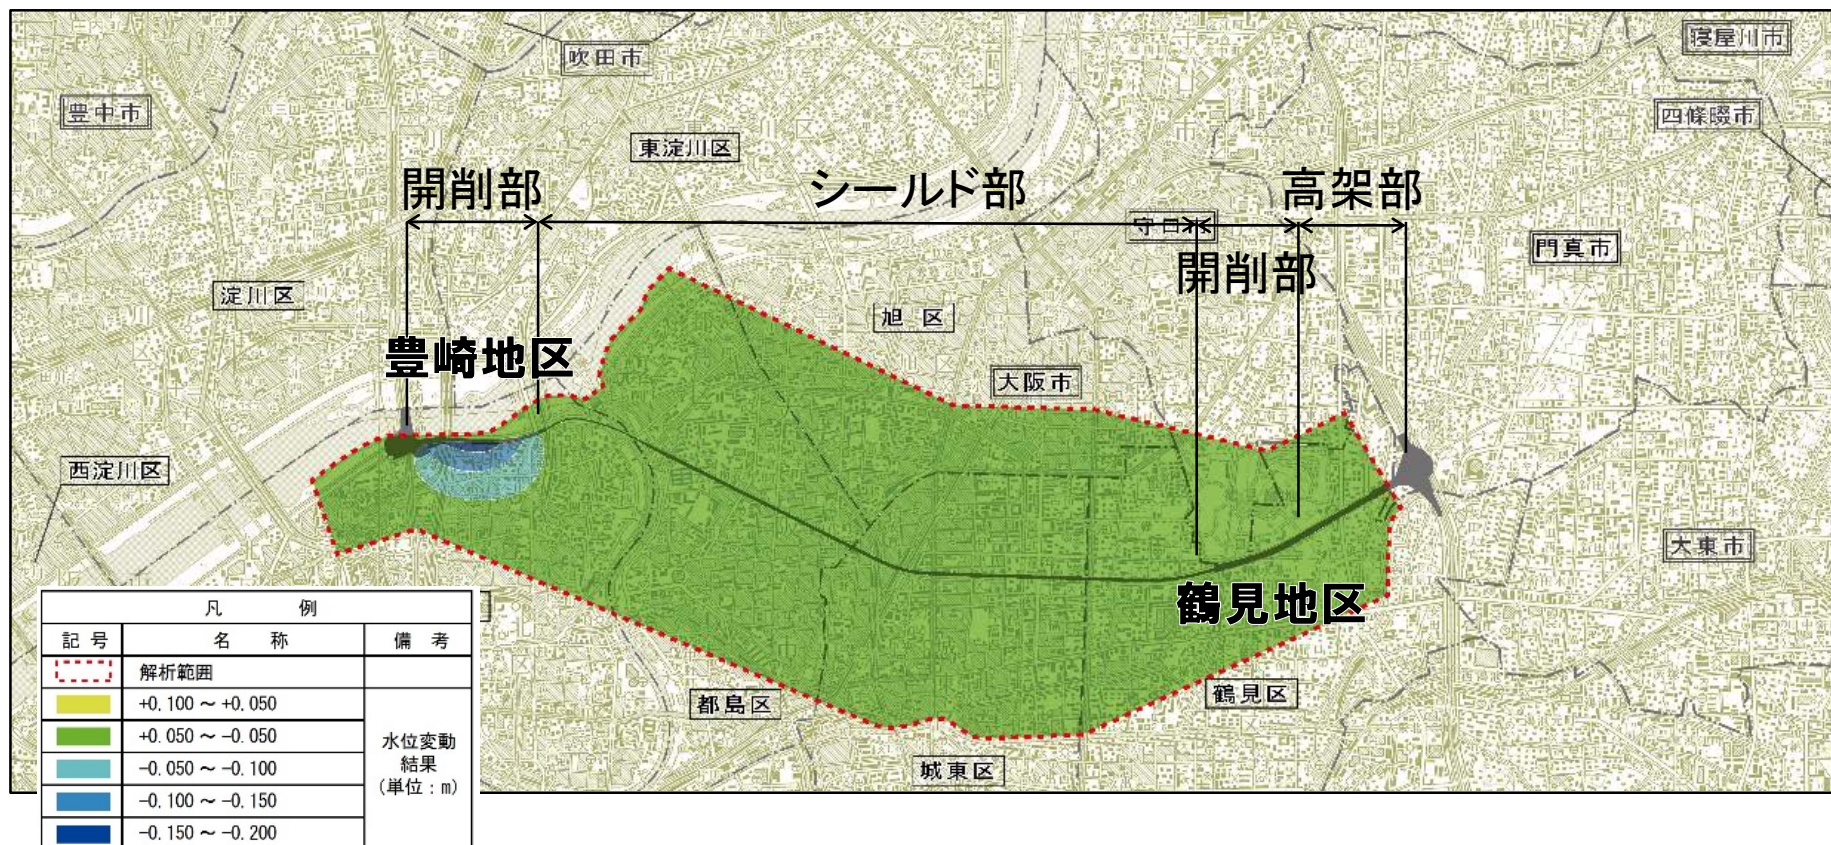 寝屋川市
吹田市
豊中市
四條畷市
東淀川区
開削部
シールド部
高架部
門真市
開削部
淀川区
旭 区
豊崎地区
大阪市
西淀川区
大東市
鶴見地区
鶴見区
都島区
城東区
凡 例
記 号 名 称 備 考
解析範囲
+0.100 ~ +0.050
+0.050 ~ -0.050
-0.050 ~ -0.100
-0.100 ~ -0.150
-0.150 ~ -0.200
水位変動
結果
(単位:m)